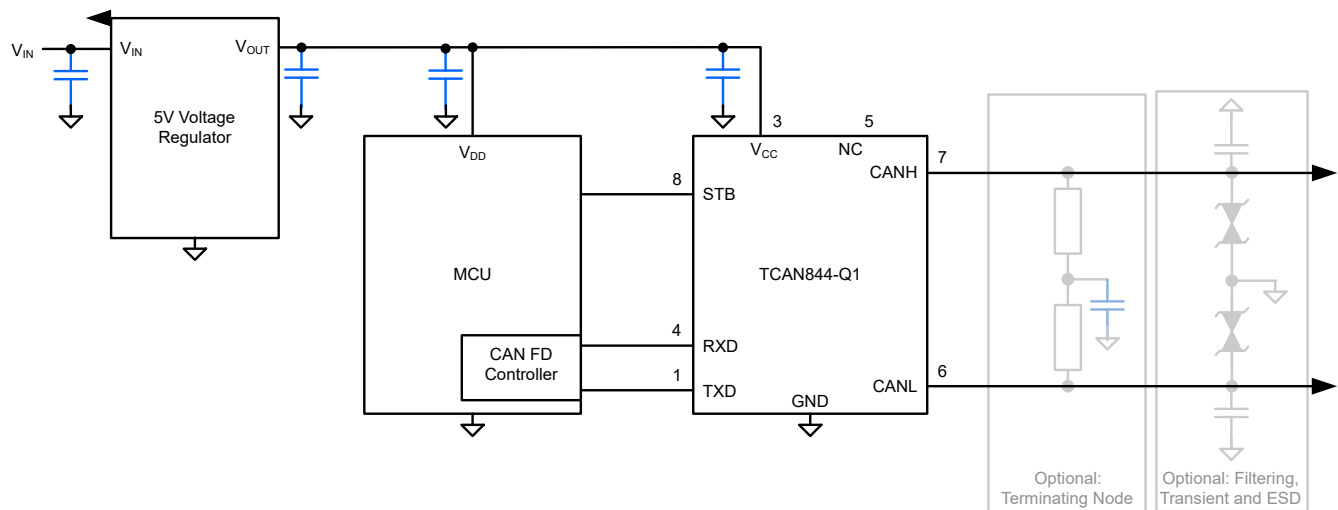 VIN
VIN
VOUT
5V Voltage
Regulator
VDD
MCU
CAN FD
Controller
8
4
1
3
5
VCC
NC
CANH
7
STB
TCAN844-Q1
RXD
TXD
CANL
6
GND
Optional:
Terminating Node
Optional: Filtering,
Transient and ESD